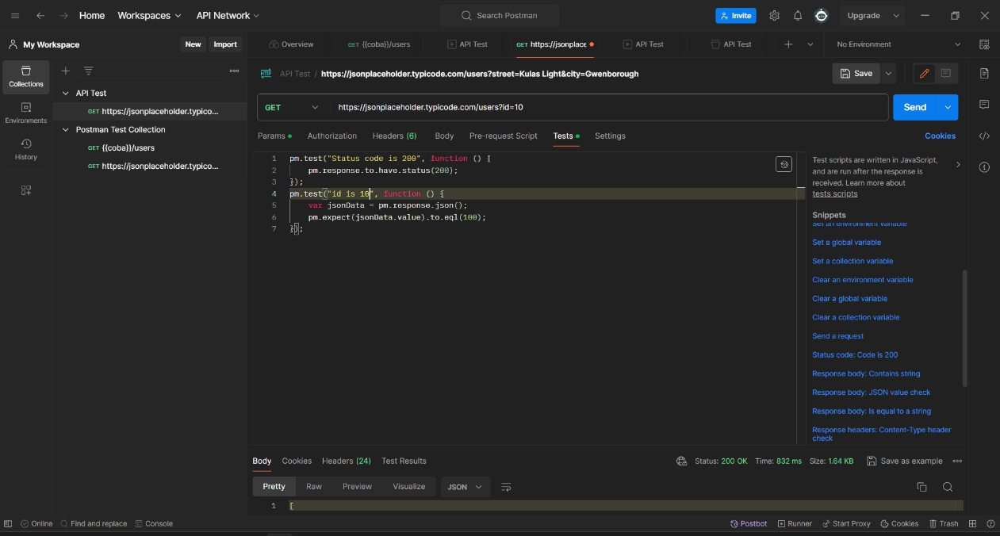 Home Workspaces API Network Search Postman Invite Upgrade
My Workspace New Import Overview GET {{coba}}/users API Test GET https://jsonplace API Test API Test No Environment
Collections
Environments
History
API Test
GET https://jsonplaceholder.typico...
Postman Test Collection
GET {{coba}}/users
GET https://jsonplaceholder.typico...
HTTP API Test / https://jsonplaceholder.typicode.com/users?street=Kulas Light&city=Gwenborough Save
GET https://jsonplaceholder.typicode.com/users?id=10 Send
Params Authorization Headers (6) Body Pre-request Script Tests Settings Cookies
1 pm.test("Status code is 200", function () {
2 pm.response.to.have.status(200);
3 });
4 pm.test("id is 10", function () {
5 var jsonData = pm.response.json();
6 pm.expect(jsonData.value).to.eql(100);
7 });
Test scripts are written in JavaScript,
and are run after the response is
received. Learn more about
tests scripts
Snippets
Set an environment variable
Set a global variable
Set a collection variable
Clear an environment variable
Clear a global variable
Clear a collection variable
Send a request
Status code: Code is 200
Response body: Contains string
Response body: JSON value check
Response body: Is equal to a string
Response headers: Content-Type header
check
Body Cookies Headers (24) Test Results Status: 200 OK Time: 832 ms Size: 1.64 KB Save as example
Pretty Raw Preview Visualize JSON
1 [
Online Find and replace Console Postbot Runner Start Proxy Cookies Trash